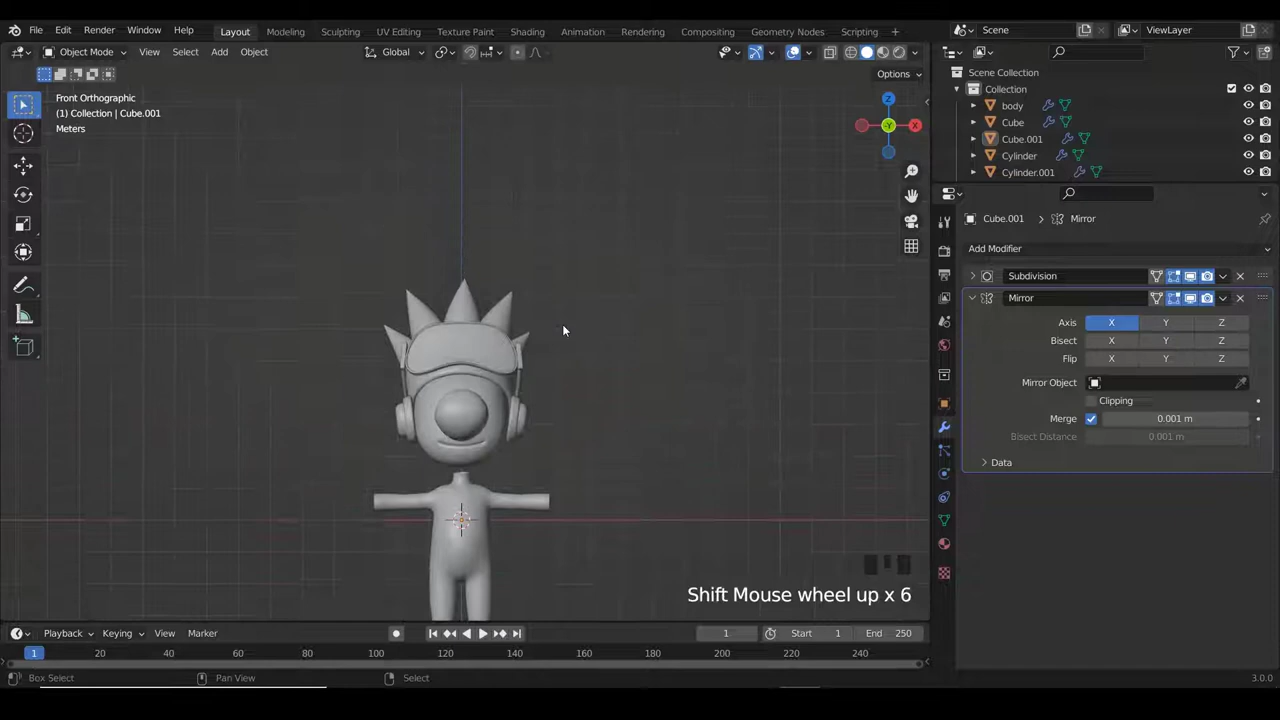 File Edit Render Window Help Layout Modeling Sculpting UV Editing Texture Paint Shading Animation Rendering Compositing Geometry Nodes Scripting + Scene ViewLayer
Object Mode View Select Add Object Global
Options
Front Orthographic
(1) Collection | Cube.001
Meters
Z
X
-Y
Scene Collection
Collection
body
Cube
Cube.001
Cylinder
Cylinder.001
Cube.001 > Mirror
Add Modifier
Subdivision
Mirror
Axis X Y Z
Bisect X Y Z
Flip X Y Z
Mirror Object
Clipping
Merge 0.001 m
Bisect Distance 0.001 m
Data
Shift Mouse wheel up x 6
Playback Keying View Marker 1 Start 1 End 250
1 20 40 60 80 100 120 140 160 180 200 220 240
Box Select Pan View Select 3.0.0